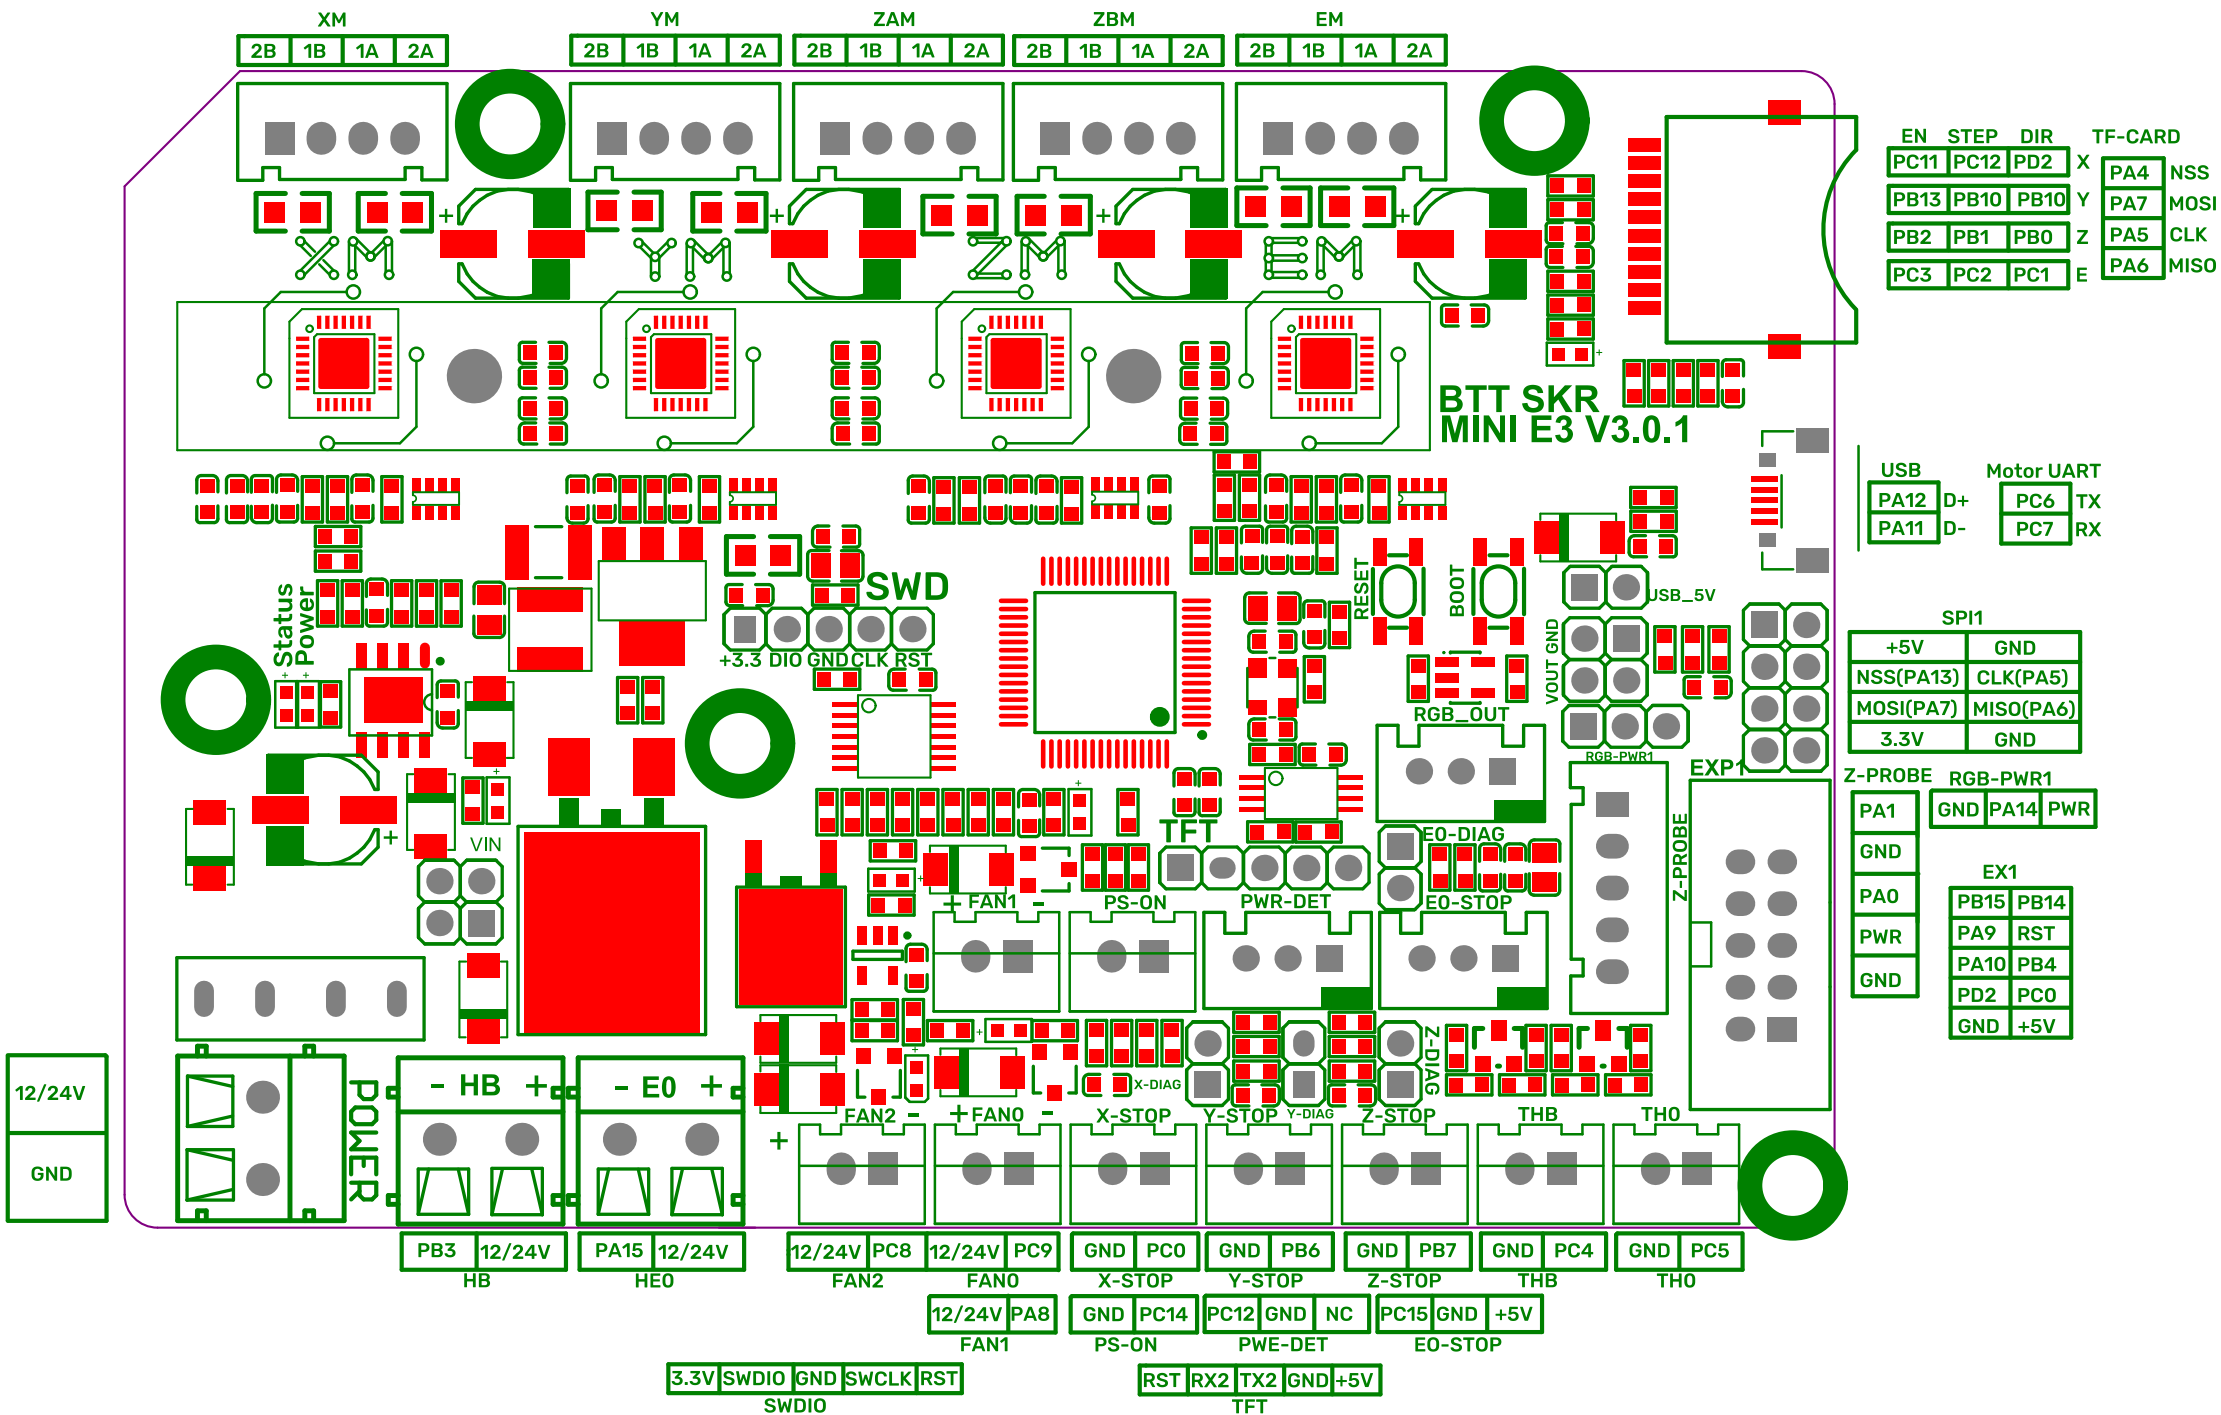 XM YM ZAM ZBM EM
2B 1B 1A 2A 2B 1B 1A 2A 2B 1B 1A 2A 2B 1B 1A 2A 2B 1B 1A 2A
EN STEP DIR TF-CARD
PC11 PC12 PD2 X
PB13 PB10 PB10 Y
PB2 PB1 PB0 Z
PC3 PC2 PC1 E
PA4 NSS
PA7 MOSI
PA5 CLK
PA6 MISO
+ + + +
XM YM ZM EM
BTT SKR
MINI E3 V3.0.1
USB
PA12 D+
PA11 D-
Motor UART
PC6 TX
PC7 RX
Status
Power
SWD
+3.3 DIO GND CLK RST
RESET
BOOT
USB_5V
VOUT GND
RGB_OUT
RGB-PWR1
EXP1
SPI1
+5V GND
NSS(PA13) CLK(PA5)
MOSI(PA7) MISO(PA6)
3.3V GND
Z-PROBE
PA1
GND
PA0
PWR
GND
RGB-PWR1
GND PA14 PWR
EX1
PB15 PB14
PA9 RST
PA10 PB4
PD2 PC0
GND +5V
VIN
TFT
E0-DIAG
Z-PROBE
+ FAN1 -
PS-ON
PWR-DET
E0-STOP
Z-DIAG
X-DIAG
Y-DIAG
12/24V
GND
POWER
- HB +
- E0 +
+ FAN2 -
+ FAN0 -
X-STOP
Y-STOP
Z-STOP
THB
TH0
PB3 12/24V PA15 12/24V 12/24V PC8 12/24V PC9 GND PC0 GND PB6 GND PB7 GND PC4 GND PC5
HB HE0 FAN2 FAN0 X-STOP Y-STOP Z-STOP THB TH0
12/24V PA8 GND PC14 PC12 GND NC PC15 GND +5V
FAN1 PS-ON PWE-DET E0-STOP
3.3V SWDIO GND SWCLK RST
SWDIO
RST RX2 TX2 GND +5V
TFT